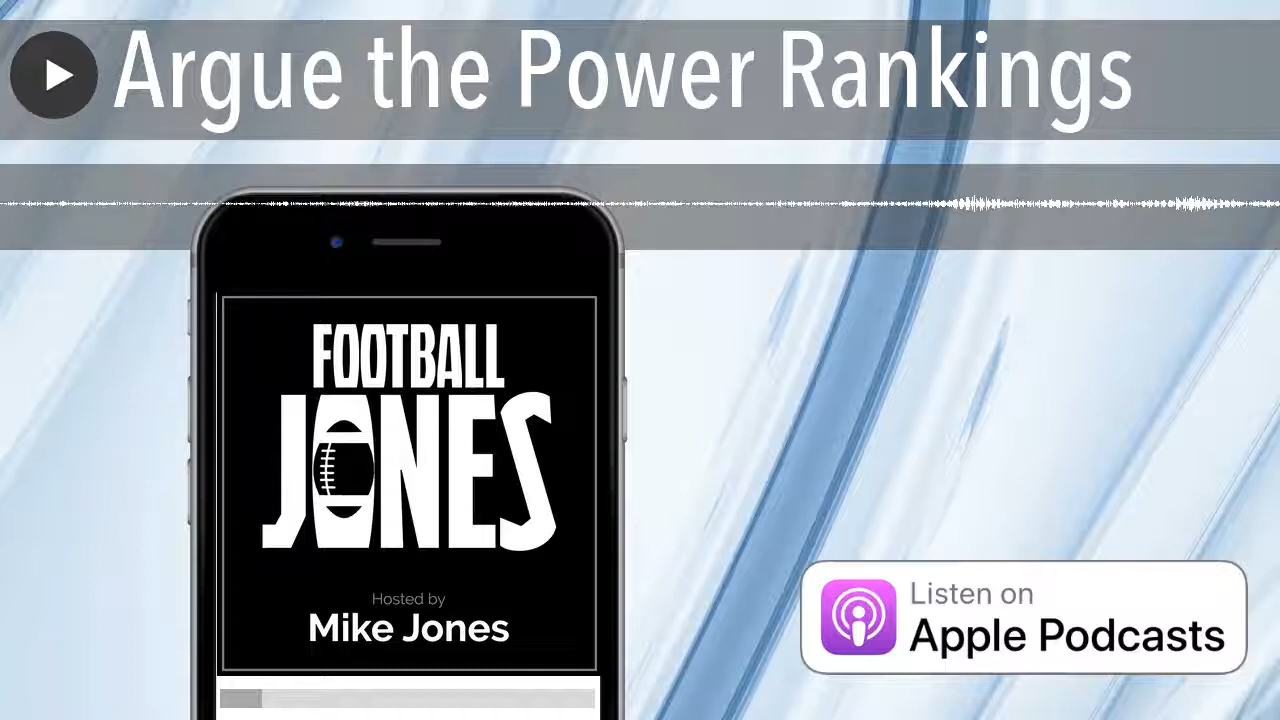 Argue the Power Rankings
FOOTBALL
JONES
Hosted by
Mike Jones
Listen on
Apple Podcasts